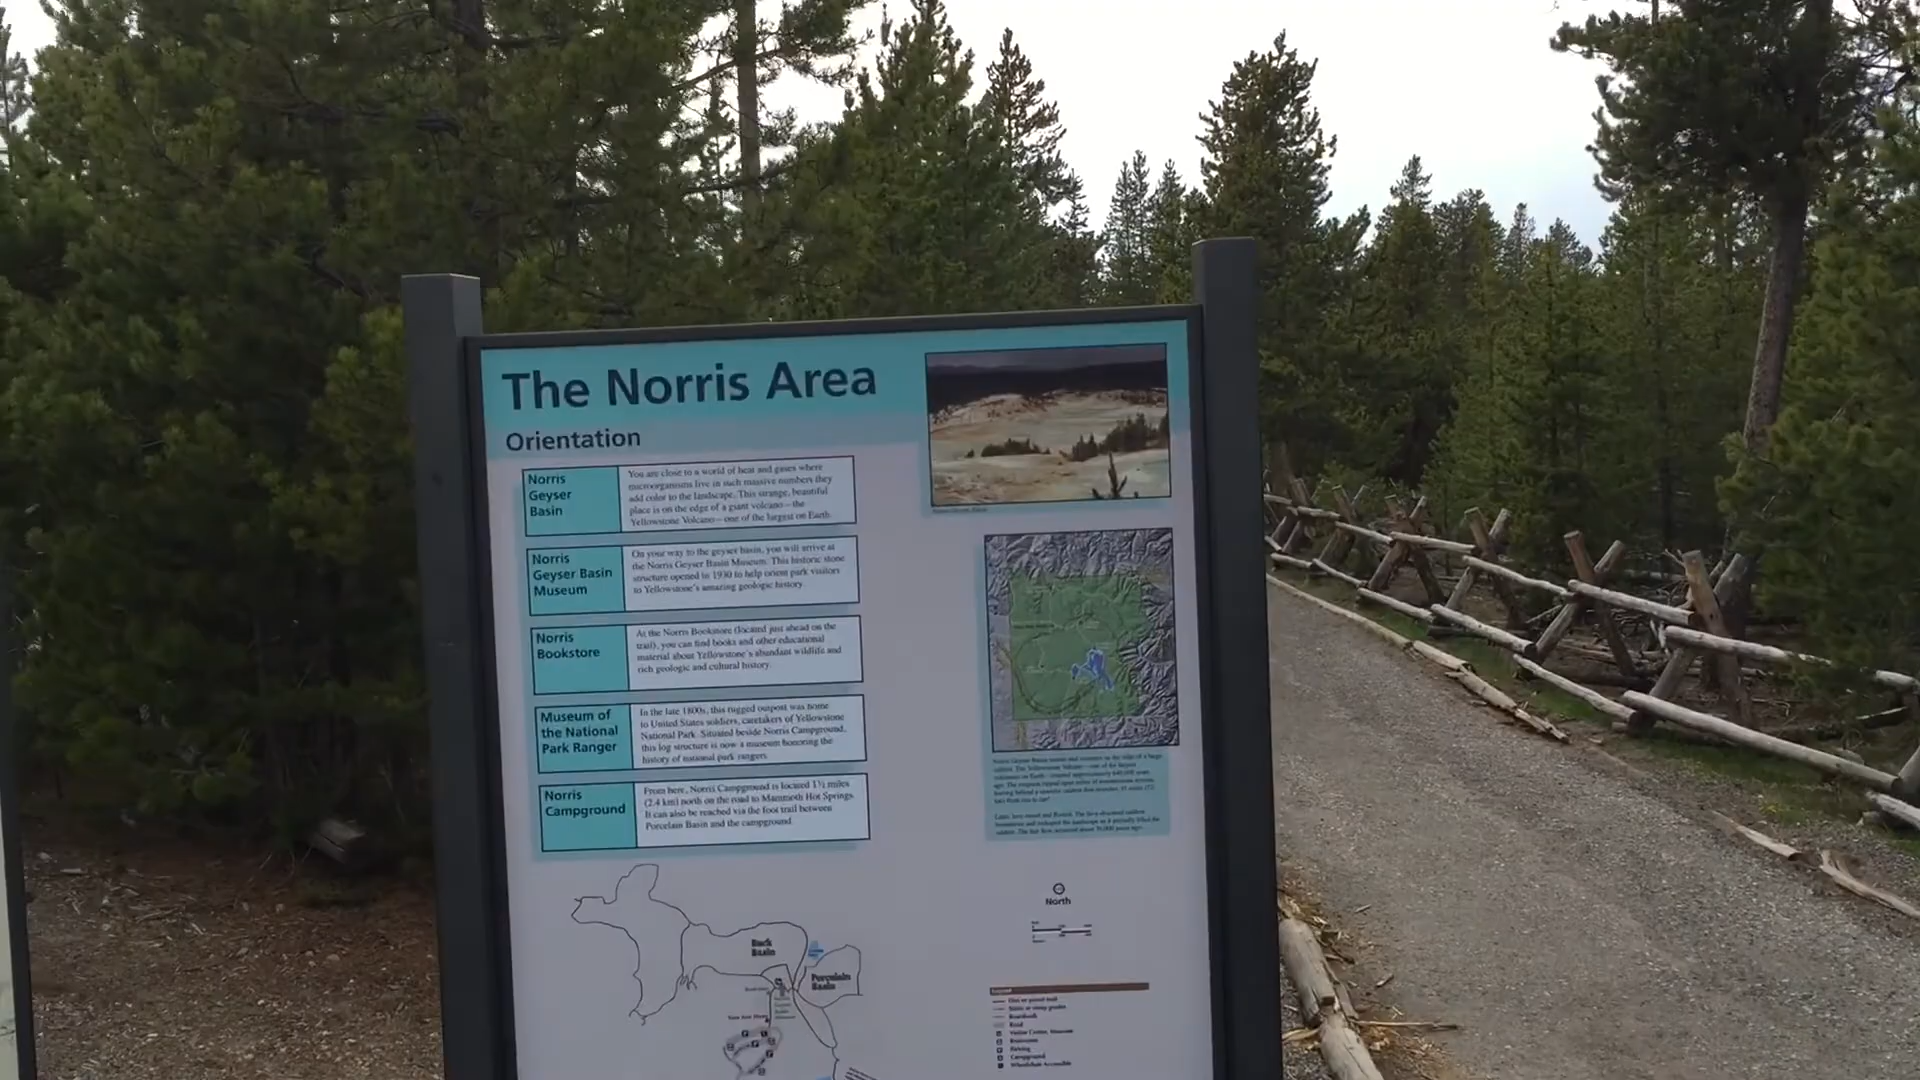 The Norris Area
Orientation
Norris
Geyser
Basin
You are close to a world of heat and gases where
microorganisms live in such massive numbers they
add color to the landscape. This strange, beautiful
place is on the edge of a giant volcano—the
Yellowstone Volcano—one of the largest on Earth.
Norris
Geyser Basin
Museum
On your way to the geyser basin, you will arrive at
the Norris Geyser Basin Museum. This historic stone
structure opened in 1930 to help orient park visitors
to Yellowstone's amazing geologic history.
Norris
Bookstore
At the Norris Bookstore (located just ahead on the
trail), you can find books and other educational
material about Yellowstone's abundant wildlife and
rich geologic and cultural history.
Museum of
the National
Park Ranger
In the late 1800s, this rugged outpost was home
to United States soldiers, caretakers of Yellowstone
National Park. Situated beside Norris Campground,
this log structure is now a museum honoring the
history of national park rangers.
Norris
Campground
From here, Norris Campground is located 1½ miles
(2.4 km) north on the road to Mammoth Hot Springs.
It can also be reached via the foot trail between
Porcelain Basin and the campground.
North
Back
Basin
Porcelain
Basin
Boardwalk
Road
Restrooms
Parking
Campground
Wheelchair Accessible